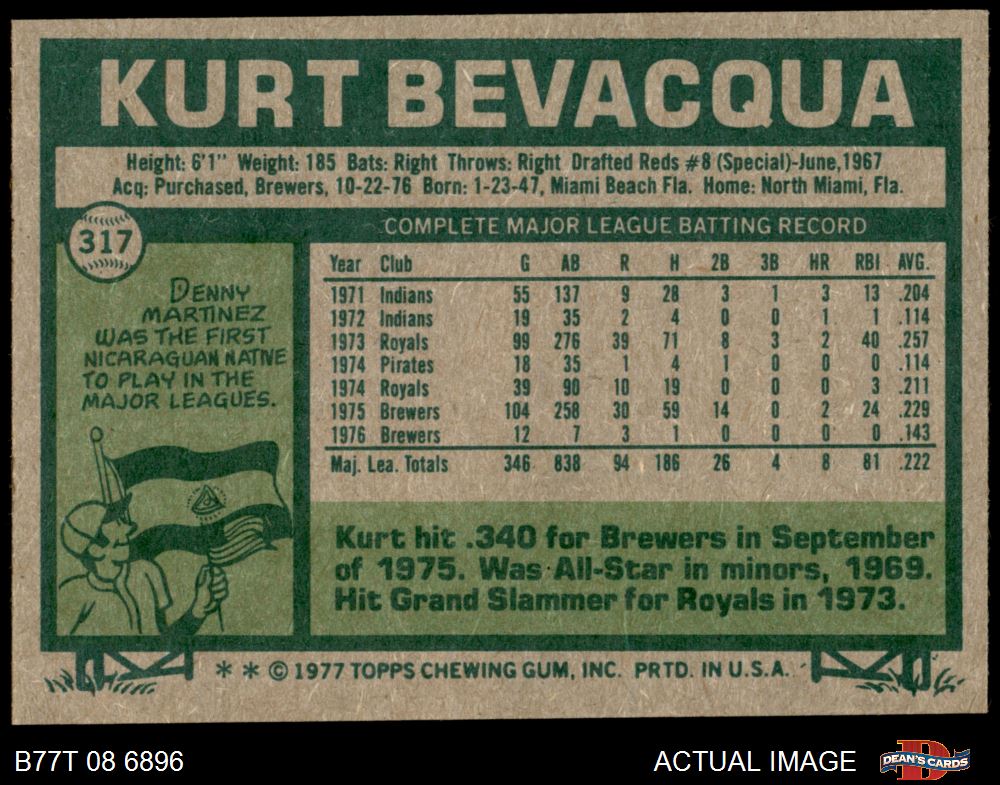 KURT BEVACQUA
Height: 6'1" Weight: 185 Bats: Right Throws: Right Drafted Reds #8 (Special)-June,1967
Acq: Purchased, Brewers, 10-22-76 Born: 1-23-47, Miami Beach Fla. Home: North Miami, Fla.
317
COMPLETE MAJOR LEAGUE BATTING RECORD
Year Club G AB R H 2B 3B HR RBI AVG.
1971 Indians 55 137 9 28 3 1 3 13 .204
1972 Indians 19 35 2 4 0 0 1 1 .114
1973 Royals 99 276 39 71 8 3 2 40 .257
1974 Pirates 18 35 1 4 1 0 0 0 .114
1974 Royals 39 90 10 19 0 0 0 3 .211
1975 Brewers 104 258 30 59 14 0 2 24 .229
1976 Brewers 12 7 3 1 0 0 0 0 .143
Maj. Lea. Totals 346 838 94 186 26 4 8 81 .222
DENNY
MARTINEZ
WAS THE FIRST
NICARAGUAN NATIVE
TO PLAY IN THE
MAJOR LEAGUES.
Kurt hit .340 for Brewers in September
of 1975. Was All-Star in minors, 1969.
Hit Grand Slammer for Royals in 1973.
* * © 1977 TOPPS CHEWING GUM, INC. PRTD. IN U.S.A.
B77T 08 6896
ACTUAL IMAGE
D
DEAN'S CARDS